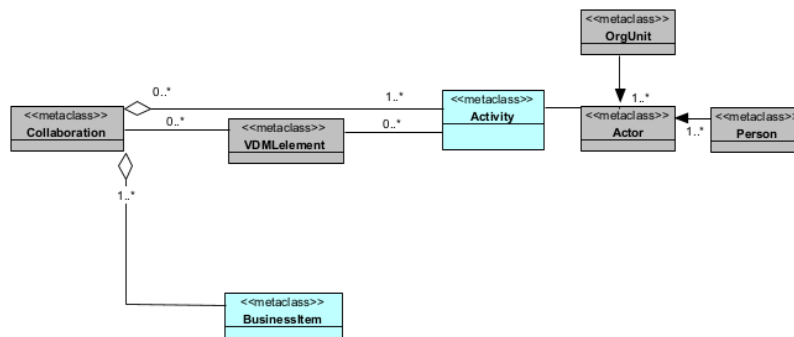 <<metaclass>>
OrgUnit
0..*
1..*
<<metaclass>>
Activity
1..*
<<metaclass>>
Collaboration
0..*
<<metaclass>>
VDMLelement
0..*
<<metaclass>>
Actor
1..*
<<metaclass>>
Person
1..*
<<metaclass>>
BusinessItem